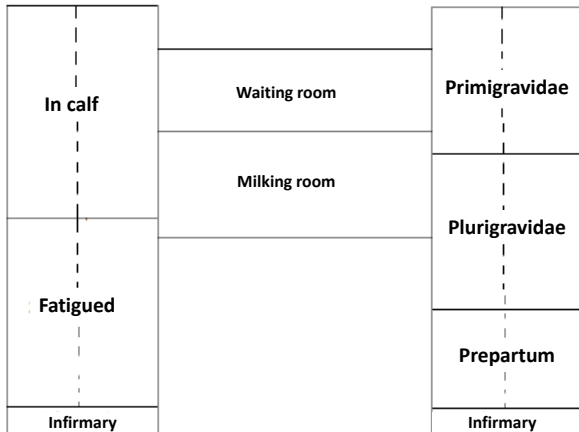 In calf
Waiting room
Primigravidae
Milking room
Plurigravidae
Fatigued
Prepartum
Infirmary
Infirmary